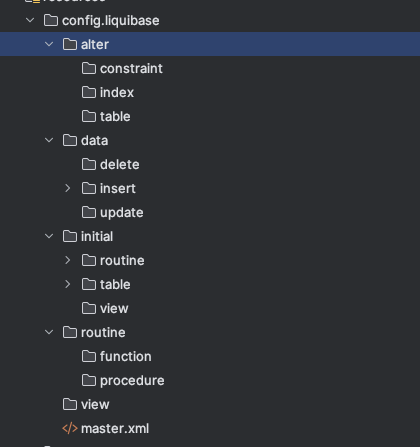 resources
config.liquibase
alter
constraint
index
table
data
delete
insert
update
initial
routine
table
view
routine
function
procedure
view
</> master.xml